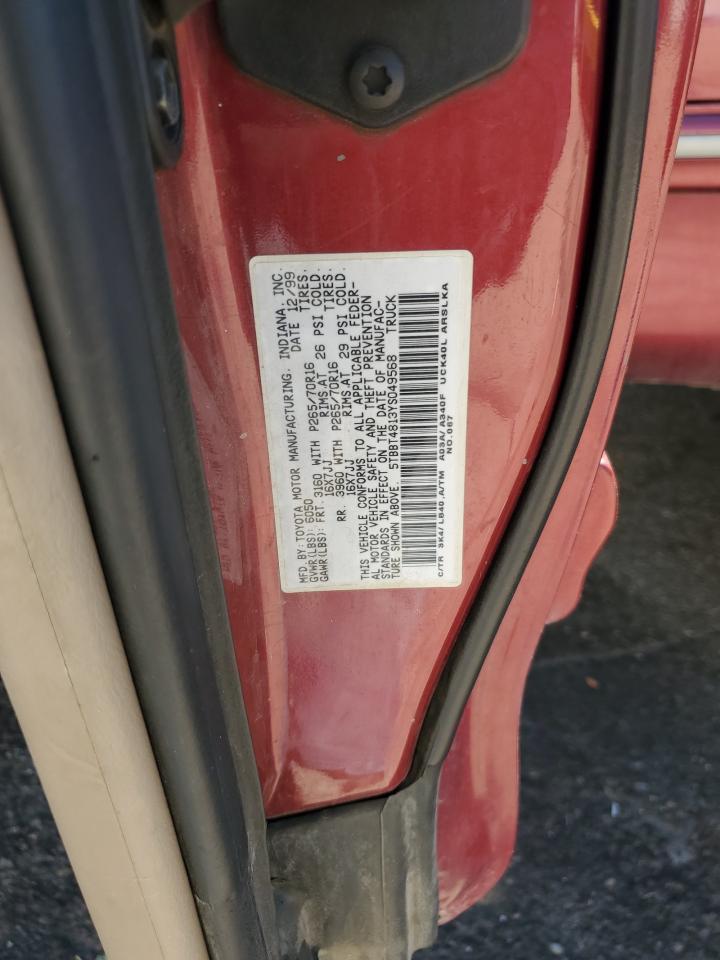 MFD. BY: TOYOTA MOTOR MANUFACTURING, INDIANA, INC.
GVWR(LBS): 6050 DATE 12/99
GAWR(LBS): FRT. 3160 WITH P265/70R16 TIRES,
16X7JJ RIMS,AT 26 PSI COLD.
RR. 3960 WITH P265/70R16 TIRES,
16X7JJ RIMS,AT 29 PSI COLD.
THIS VEHICLE CONFORMS TO ALL APPLICABLE FEDER-
AL MOTOR VEHICLE SAFETY AND THEFT PREVENTION
STANDARDS IN EFFECT ON THE DATE OF MANUFAC-
TURE SHOWN ABOVE. 5TBBT4813YS049568 TRUCK
C/TR 3K4/ LB40 A/TM A03A/ A340F UCK40L ARSLKA
NO.067